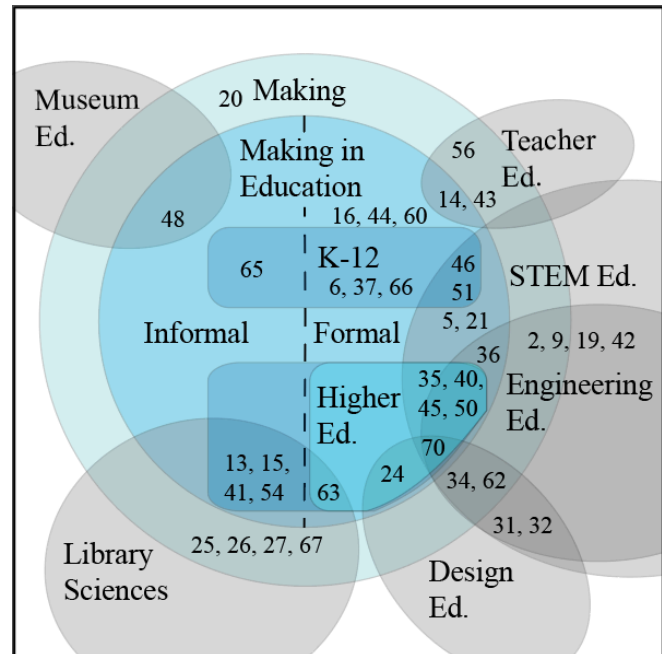 Museum
Ed.
20
Making
Making in
Education
56
Teacher
Ed.
14, 43
48
16, 44, 60
65
K-12
6, 37, 66
46
51
STEM Ed.
5, 21
Informal
Formal
36
2, 9, 19, 42
Engineering
Ed.
Higher
Ed.
35, 40,
45, 50
70
13, 15,
41, 54
63
24
34, 62
31, 32
25, 26, 27, 67
Library
Sciences
Design
Ed.